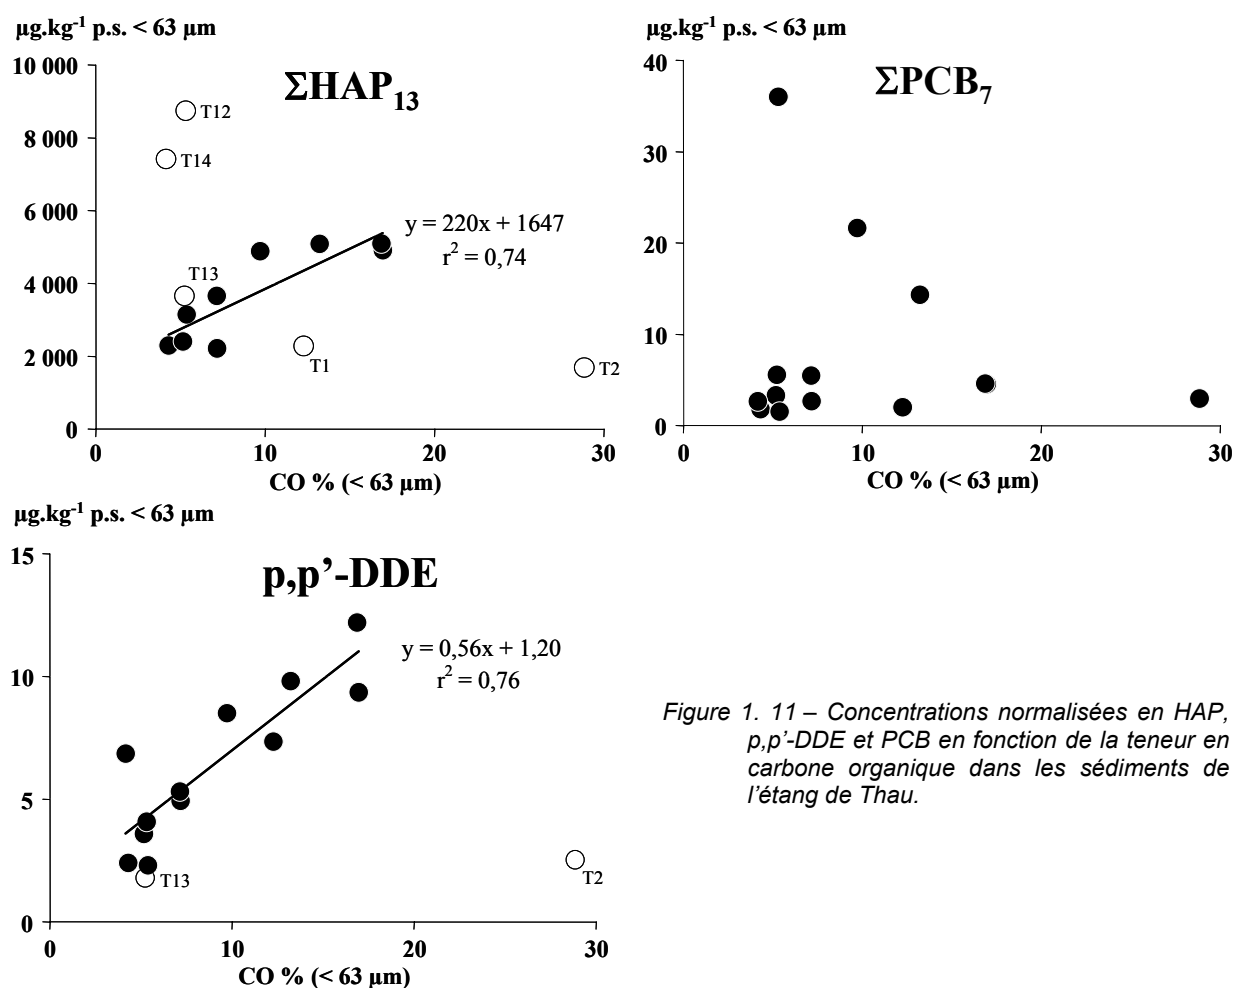 µg.kg⁻¹ p.s. < 63 µm
ΣHAP₁₃
10 000
8 000
6 000
4 000
2 000
0
T12
T14
T13
T1
T2
y = 220x + 1647
r² = 0,74
0 10 20 30
CO % (< 63 µm)
µg.kg⁻¹ p.s. < 63 µm
ΣPCB₇
40
30
20
10
0
0 10 20 30
CO % (< 63 µm)
µg.kg⁻¹ p.s. < 63 µm
p,p’-DDE
15
10
5
0
y = 0,56x + 1,20
r² = 0,76
T13
T2
0 10 20 30
CO % (< 63 µm)
Figure 1. 11 – Concentrations normalisées en HAP,
p,p’-DDE et PCB en fonction de la teneur en
carbone organique dans les sédiments de
l’étang de Thau.